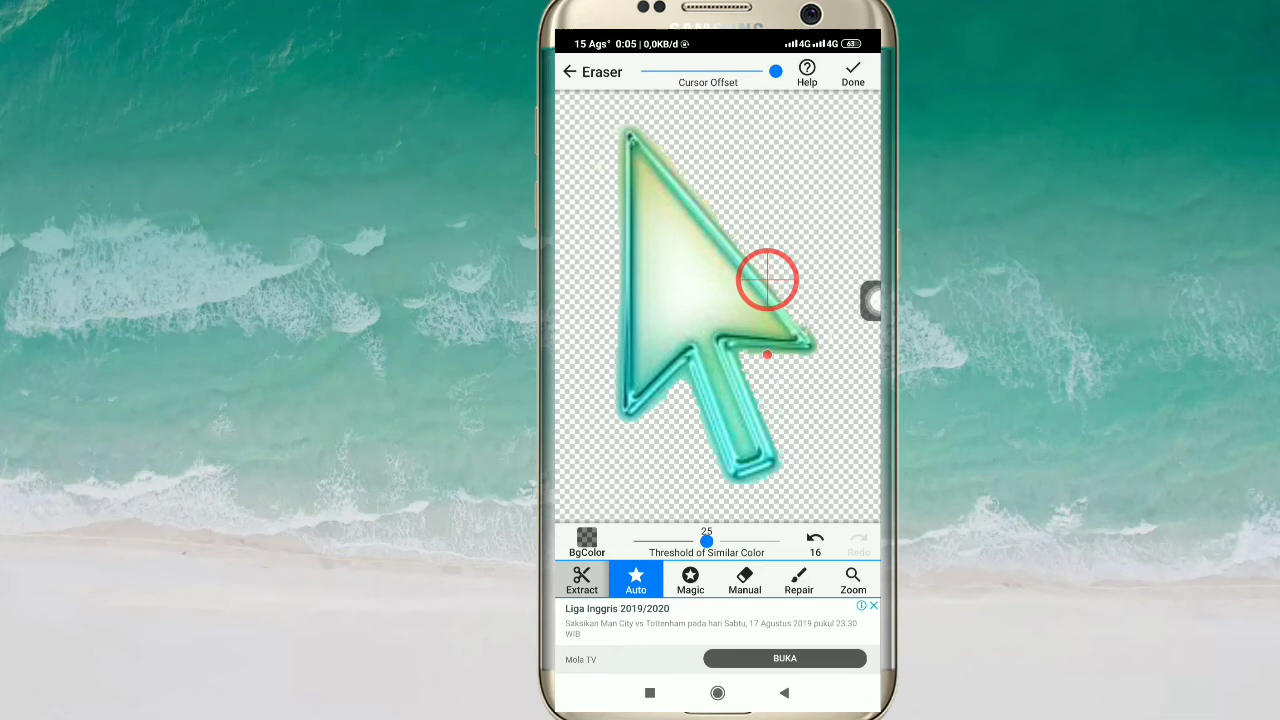 SAMSUNG
15 Ags° 0:05 | 0,0KB/d
4G 4G 63
Eraser
Cursor Offset
Help
Done
25
BgColor
Threshold of Similar Color
16
Redo
Extract
Auto
Magic
Manual
Repair
Zoom
Liga Inggris 2019/2020
Saksikan Man City vs Tottenham pada hari Sabtu, 17 Agustus 2019 pukul 23.30
WIB
Mola TV
BUKA